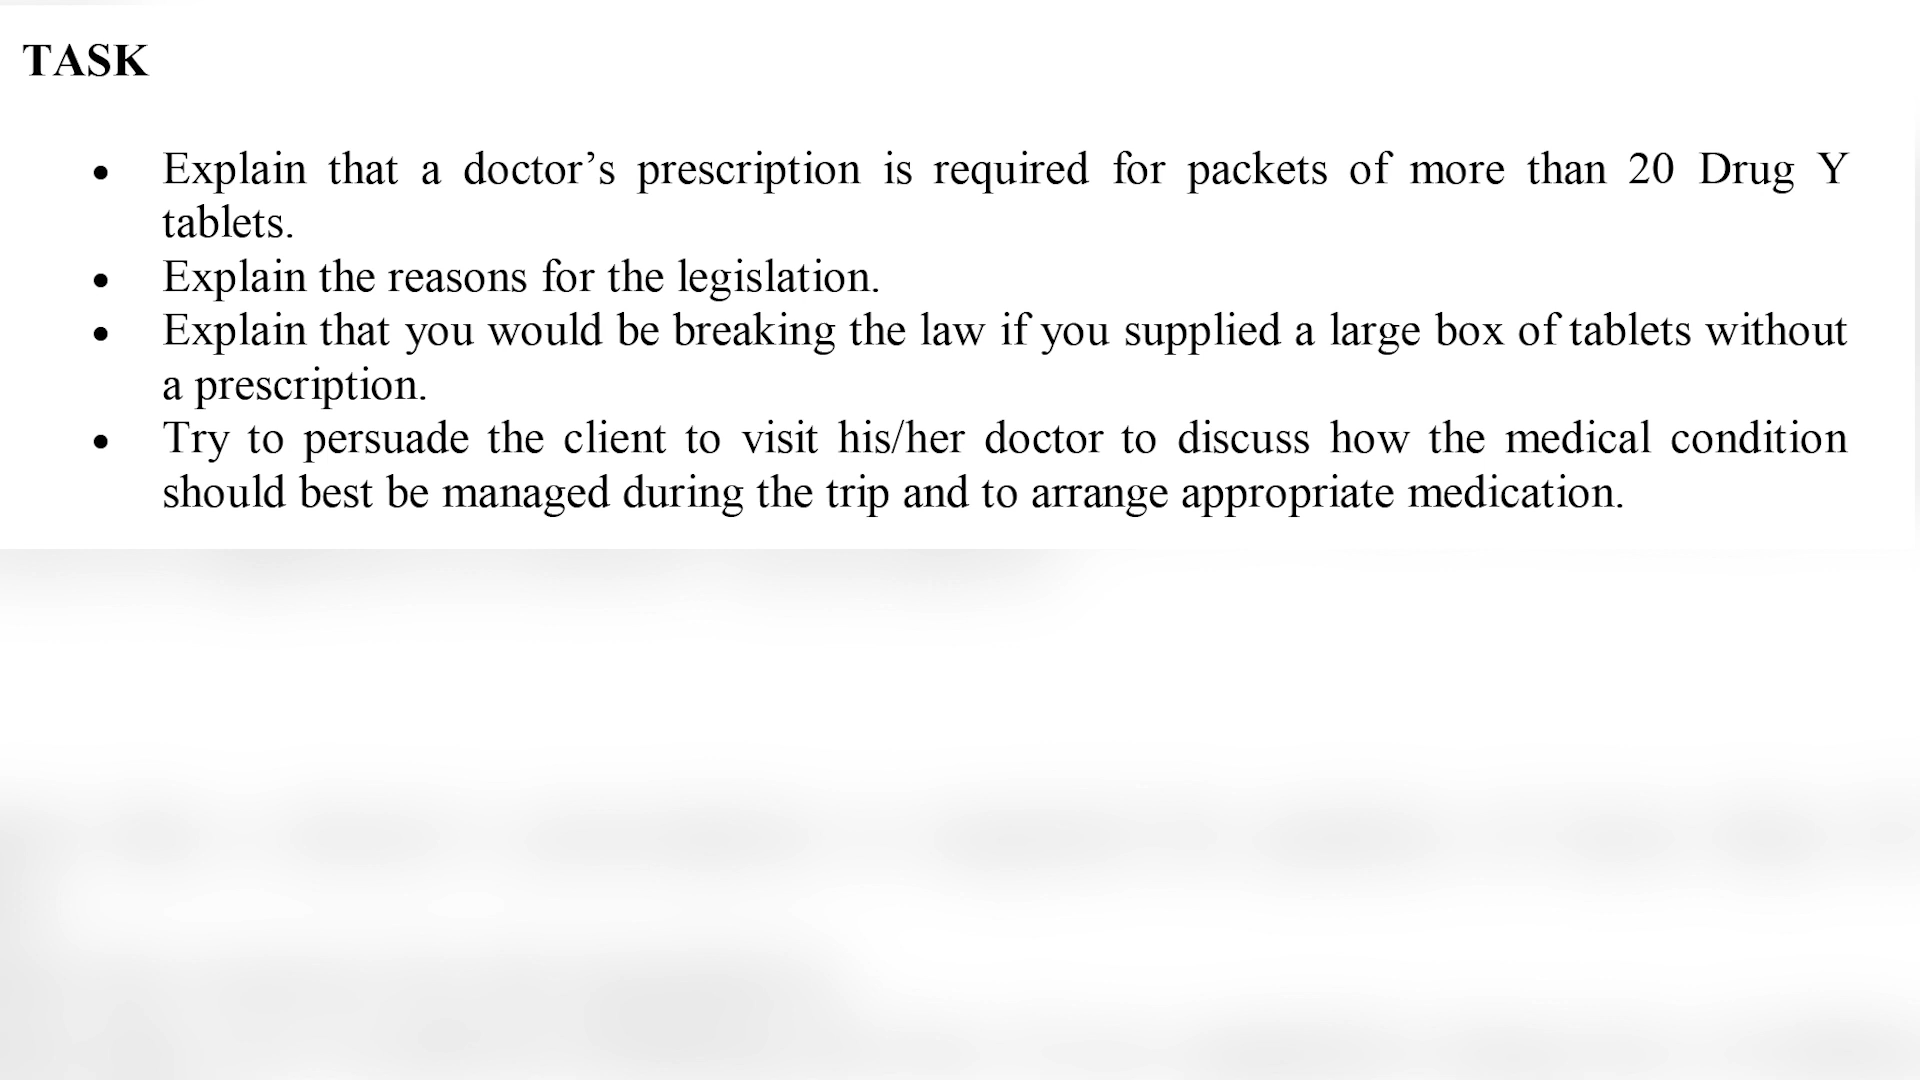 TASK
• Explain that a doctor’s prescription is required for packets of more than 20 Drug Y
tablets.
• Explain the reasons for the legislation.
• Explain that you would be breaking the law if you supplied a large box of tablets without
a prescription.
• Try to persuade the client to visit his/her doctor to discuss how the medical condition
should best be managed during the trip and to arrange appropriate medication.